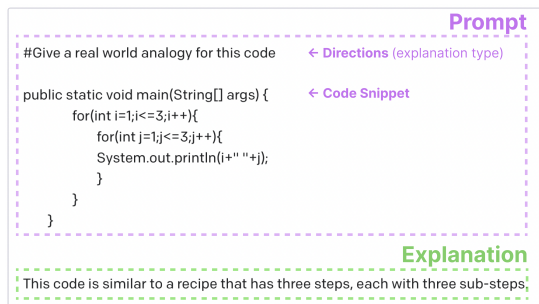 Prompt
#Give a real world analogy for this code ← Directions (explanation type)
public static void main(String[] args) { ← Code Snippet
for(int i=1;i<=3;i++){
for(int j=1;j<=3;j++){
System.out.println(i+" "+j);
}
}
}
Explanation
This code is similar to a recipe that has three steps, each with three sub-steps.